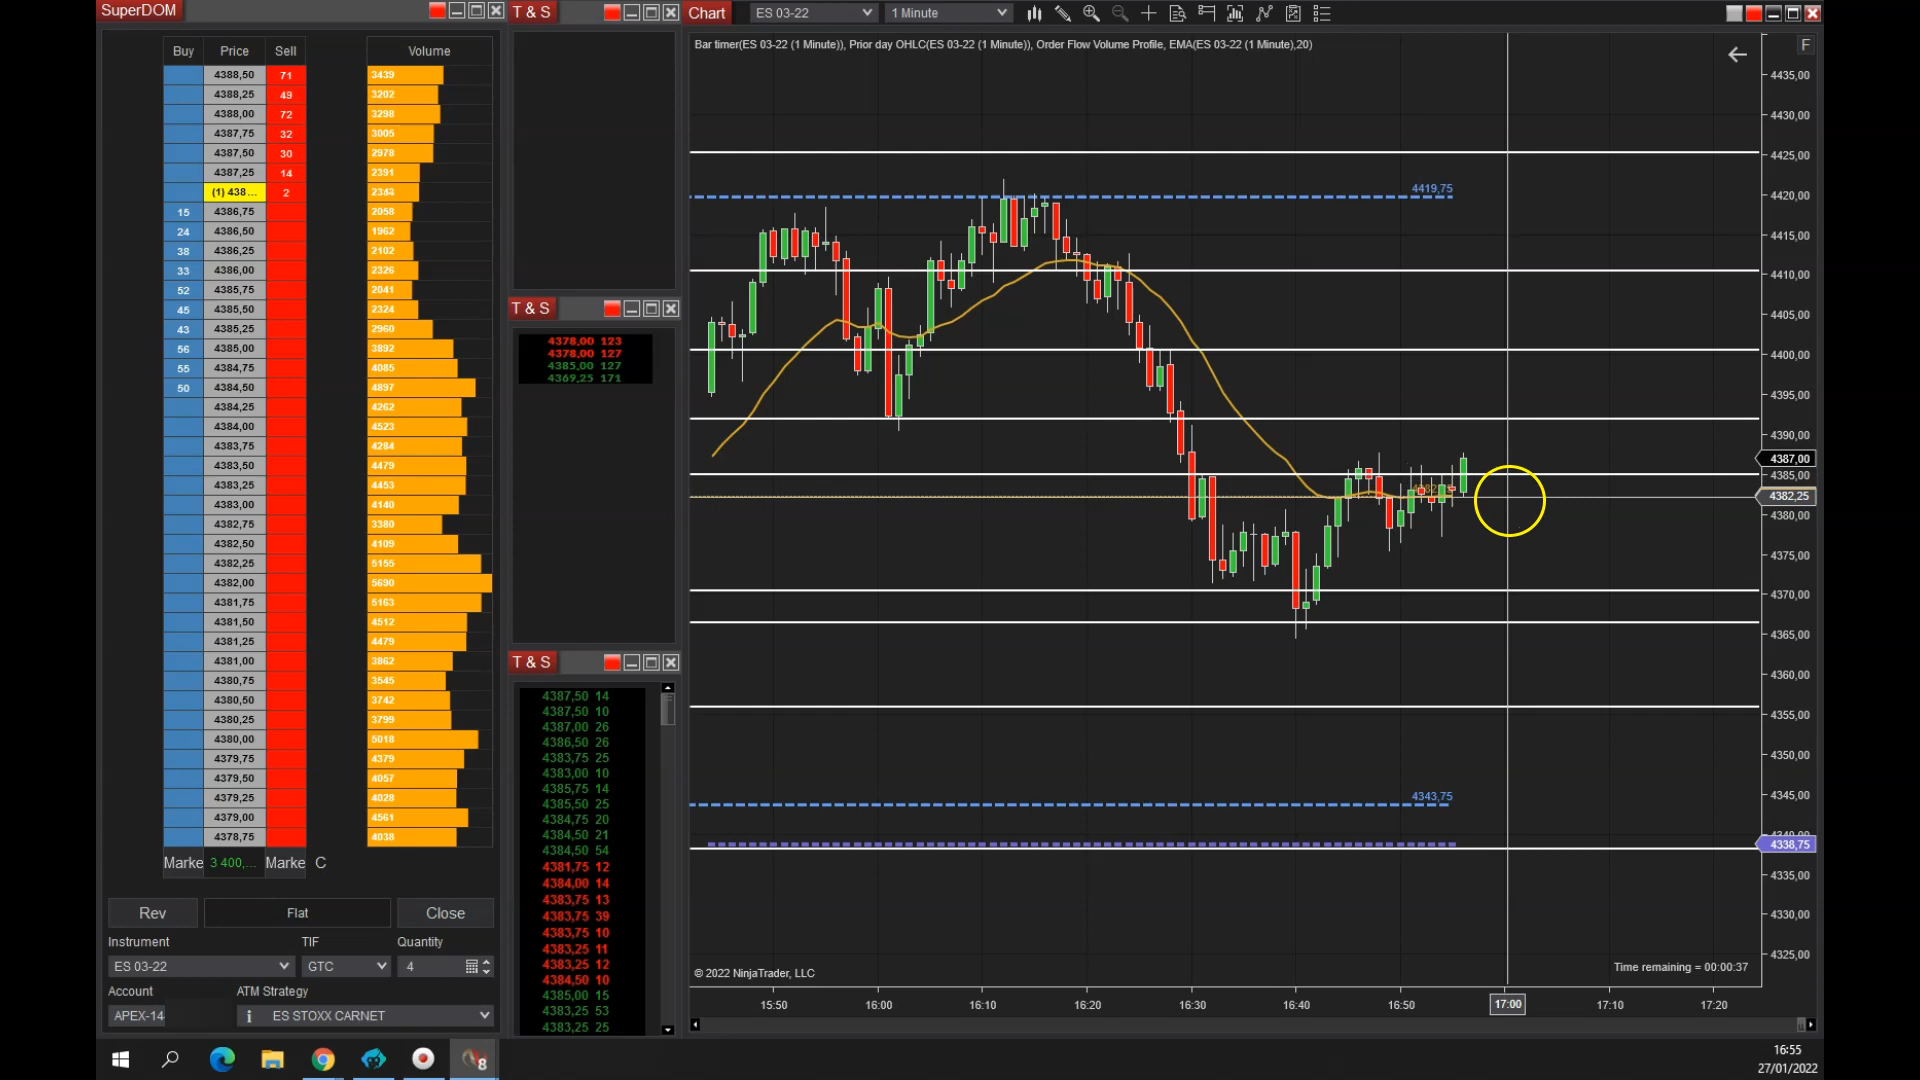 SuperDOM
T & S
Chart
ES 03-22
1 Minute
Buy Price Sell
Volume
Bar timer(ES 03-22 (1 Minute)), Prior day OHLC(ES 03-22 (1 Minute)), Order Flow Volume Profile, EMA(ES 03-22 (1 Minute),20)
F
4388,50 71 3439
4388,25 49 3202
4388,00 72 3298
4387,75 32 3005
4387,50 30 2978
4387,25 14 2391
(1) 438... 2 2343
15 4386,75 2058
24 4386,50 1962
38 4386,25 2102
33 4386,00 2326
52 4385,75 2041
45 4385,50 2324
43 4385,25 2960
56 4385,00 3892
55 4384,75 4085
50 4384,50 4897
4384,25 4262
4384,00 4523
4383,75 4284
4383,50 4479
4383,25 4453
4383,00 4140
4382,75 3380
4382,50 4109
4382,25 5155
4382,00 5690
4381,75 5163
4381,50 4512
4381,25 4479
4381,00 3862
4380,75 3545
4380,50 3742
4380,25 3799
4380,00 5018
4379,75 4379
4379,50 4057
4379,25 4028
4379,00 4561
4378,75 4038
Marke 3 400,... Marke C
Rev Flat Close
Instrument TIF Quantity
ES 03-22 GTC 4
Account ATM Strategy
APEX-14 ES STOXX CARNET
T & S
4378,00 123
4378,00 127
4385,00 127
4369,25 171
T & S
4387,50 14
4387,50 10
4387,00 26
4386,50 26
4383,75 25
4383,00 10
4385,75 14
4385,50 25
4384,75 20
4384,50 21
4384,50 54
4381,75 12
4384,00 14
4383,75 13
4383,75 39
4383,75 10
4383,25 11
4383,25 12
4384,50 10
4385,00 15
4383,25 53
4383,25 25
4419,75
4343,75
4435,00
4430,00
4425,00
4420,00
4415,00
4410,00
4405,00
4400,00
4395,00
4390,00
4387,00
4385,00
4382,25
4380,00
4375,00
4370,00
4365,00
4360,00
4355,00
4350,00
4345,00
4338,75
4335,00
4330,00
4325,00
© 2022 NinjaTrader, LLC
Time remaining = 00:00:37
15:50 16:00 16:10 16:20 16:30 16:40 16:50 17:00 17:10 17:20
8
16:55
27/01/2022